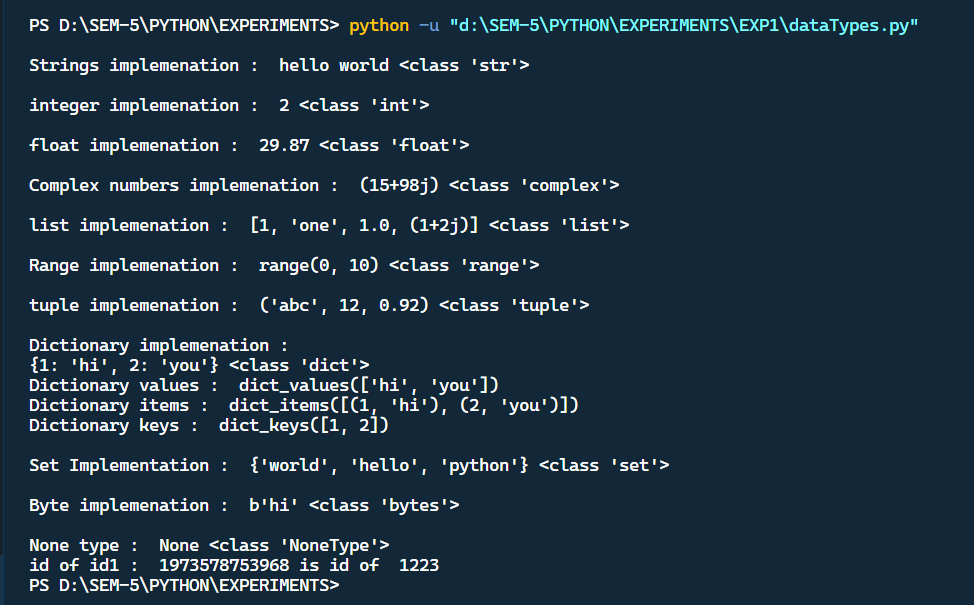 PS D:\SEM-5\PYTHON\EXPERIMENTS> python -u "d:\SEM-5\PYTHON\EXPERIMENTS\EXP1\dataTypes.py"
Strings implemenation :  hello world <class 'str'>
integer implemenation :  2 <class 'int'>
float implemenation :  29.87 <class 'float'>
Complex numbers implemenation :  (15+98j) <class 'complex'>
list implemenation :  [1, 'one', 1.0, (1+2j)] <class 'list'>
Range implemenation :  range(0, 10) <class 'range'>
tuple implemenation :  ('abc', 12, 0.92) <class 'tuple'>
Dictionary implemenation :
{1: 'hi', 2: 'you'} <class 'dict'>
Dictionary values :  dict_values(['hi', 'you'])
Dictionary items :  dict_items([(1, 'hi'), (2, 'you')])
Dictionary keys :  dict_keys([1, 2])
Set Implementation :  {'world', 'hello', 'python'} <class 'set'>
Byte implemenation :  b'hi' <class 'bytes'>
None type :  None <class 'NoneType'>
id of id1 :  1973578753968 is id of  1223
PS D:\SEM-5\PYTHON\EXPERIMENTS>